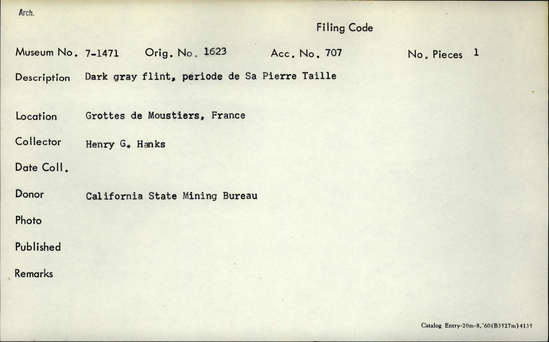 Arch.
Filing Code
Museum No. 7-1471 Orig. No. 1623 Acc. No. 707 No. Pieces 1
Description Dark gray flint, periode de Sa Pierre Taille
Location Grottes de Moustiers, France
Collector Henry G. Hanks
Date Coll.
Donor California State Mining Bureau
Photo
Published
Remarks
Catalog Entry-20m-8,'60(B3527m)4131